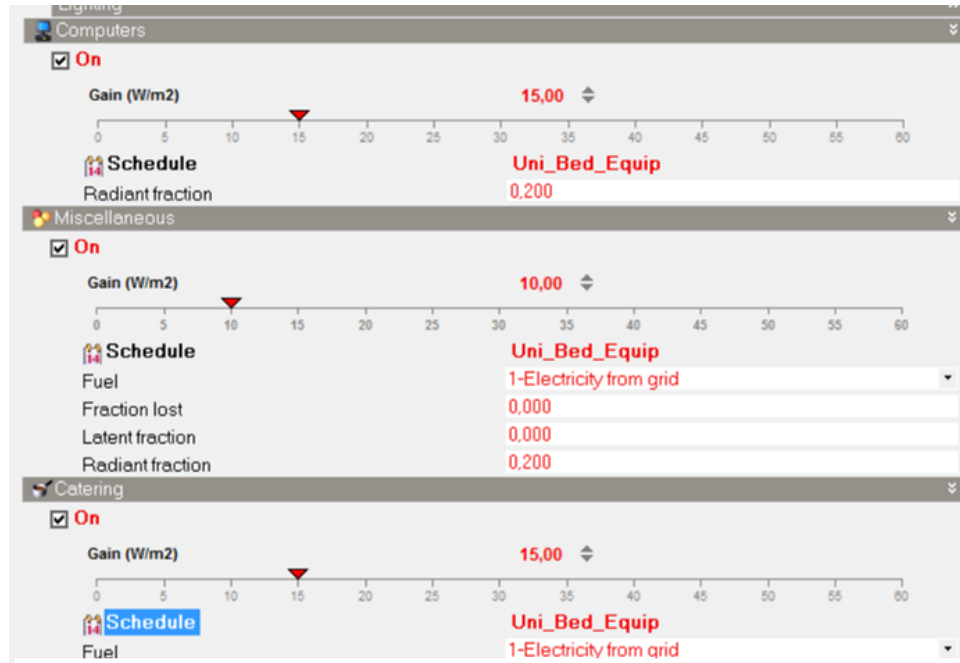 Lighting
Computers
On
Gain (W/m2) 15,00
0 5 10 15 20 25 30 35 40 45 50 55 60
14 Schedule Uni_Bed_Equip
Radiant fraction 0,200
Miscellaneous
On
Gain (W/m2) 10,00
0 5 10 15 20 25 30 35 40 45 50 55 60
14 Schedule Uni_Bed_Equip
Fuel 1-Electricity from grid
Fraction lost 0,000
Latent fraction 0,000
Radiant fraction 0,200
Catering
On
Gain (W/m2) 15,00
0 5 10 15 20 25 30 35 40 45 50 55 60
14 Schedule Uni_Bed_Equip
Fuel 1-Electricity from grid